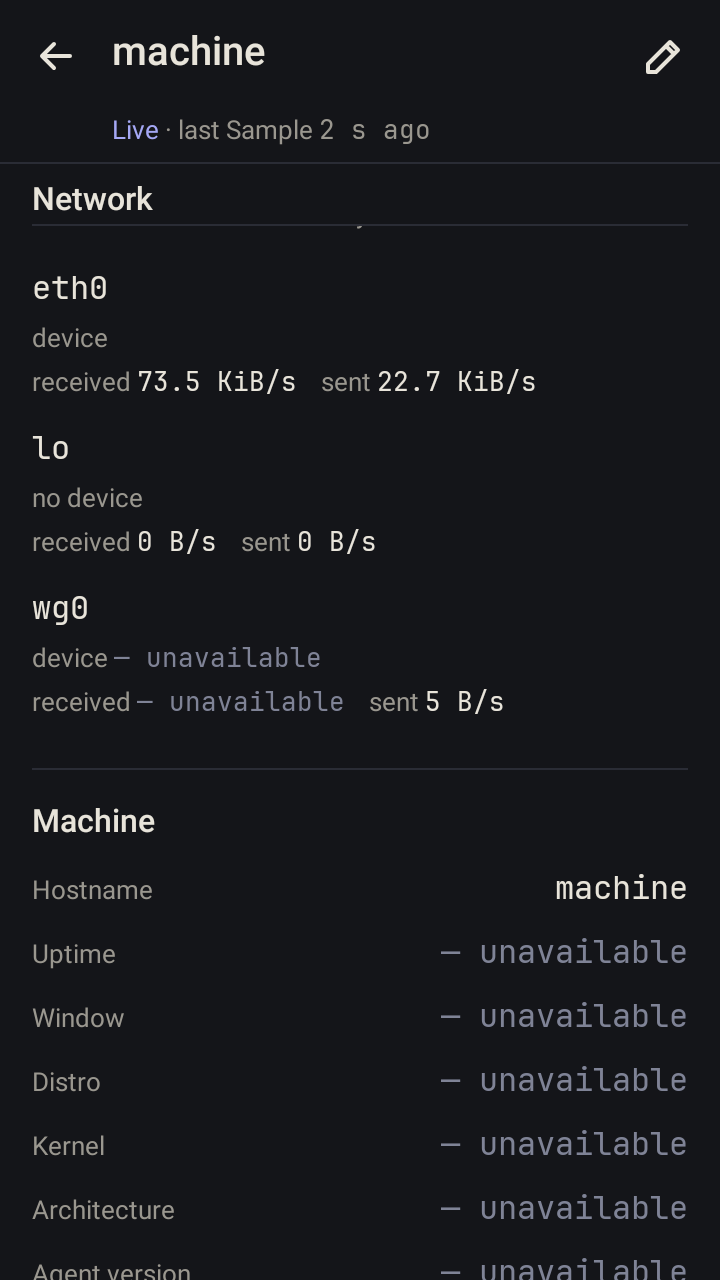 machine
Live · last Sample 2 s ago
Network
eth0
device
received 73.5 KiB/s sent 22.7 KiB/s
lo
no device
received 0 B/s sent 0 B/s
wg0
device — unavailable
received — unavailable sent 5 B/s
Machine
Hostname machine
Uptime — unavailable
Window — unavailable
Distro — unavailable
Kernel — unavailable
Architecture — unavailable
Agent version — unavailable